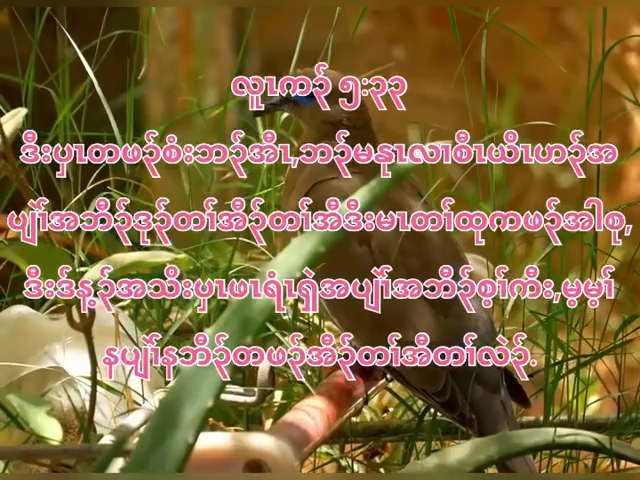 လူၤကၣ် ၅:၃၃
ဒီးပှၤတဖၣ်စံးဘၣ်အီၤ,ဘၣ်မနုၤလၢစီၤယိၤဟၣ်အ
ပျဲၢ်အဘီၣ်ဒုၣ်တၢ်အီၣ်တၢ်အီဒီးမၤတၢ်ထုကဖၣ်အါစု,
ဒီးဒ်န့ၣ်အသိးပှၤဖၤရံၤရှဲအပျဲၢ်အဘီၣ်စ့ၢ်ကီး,မ့မ့ၢ်
နပျဲၢ်နဘီၣ်တဖၣ်အီၣ်တၢ်အီတၢ်လဲၣ်.